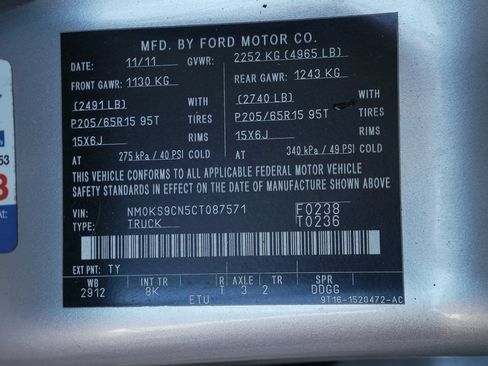 MFD. BY FORD MOTOR CO.
DATE: 11/11 GVWR: 2252 KG (4965 LB)
FRONT GAWR: 1130 KG REAR GAWR: 1243 KG
(2491 LB) WITH (2740 LB) WITH
P205/65R15 95T TIRES P205/65R15 95T TIRES
15X6J RIMS 15X6J RIMS
AT 275 kPa / 40 PSI COLD AT 340 kPa / 49 PSI COLD
THIS VEHICLE CONFORMS TO ALL APPLICABLE FEDERAL MOTOR VEHICLE
SAFETY STANDARDS IN EFFECT ON THE DATE OF MANUFACTURE SHOWN ABOVE.
VIN: NM0KS9CN5CT087571 F0238
TYPE: TRUCK T0236
EXT PNT: TY
WB INT TR R AXLE TR SPR
2912 8K T 3 2 DDGG
ETU 9T16-1520472-AC
53
3